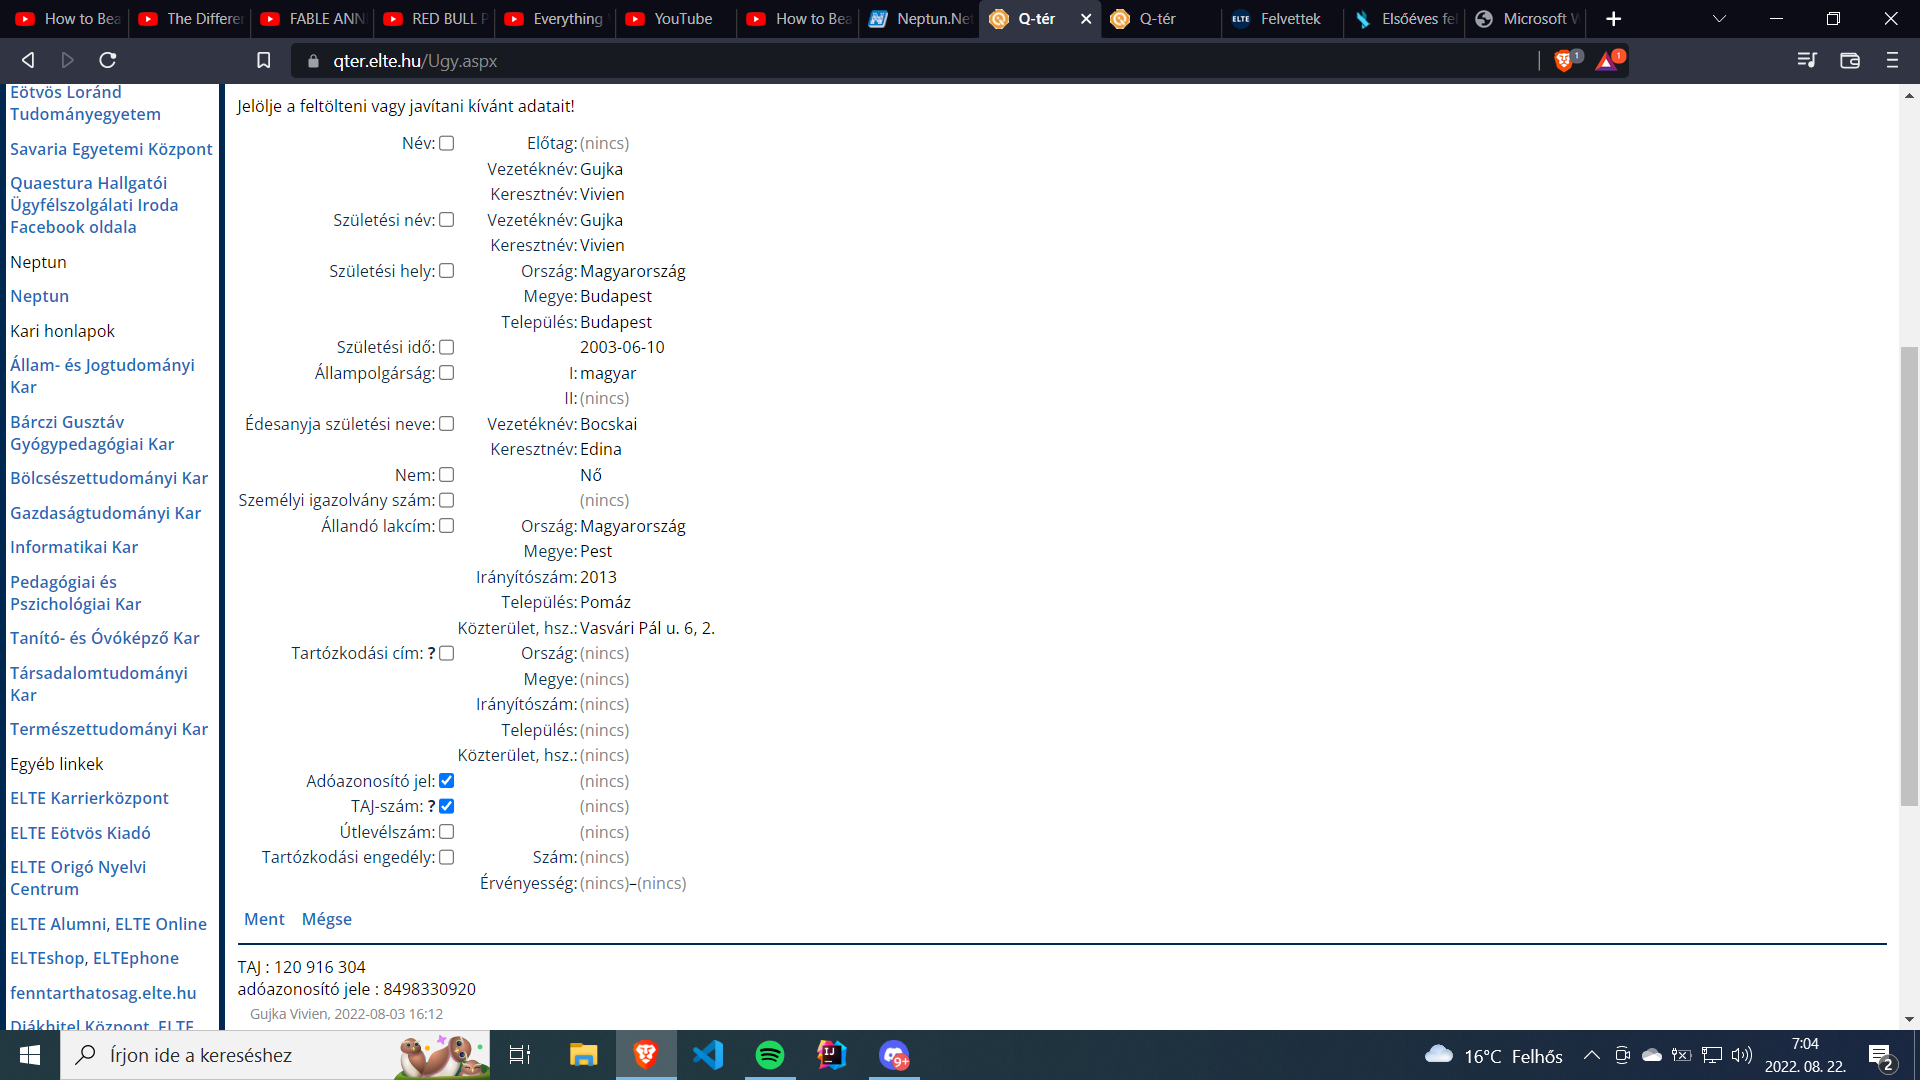 How to Bea
The Differen
FABLE ANNI
RED BULL P
Everything
YouTube
How to Bea
Neptun.Net
Q-tér
Q-tér
ELTE Felvettek
Elsőéves fel
Microsoft W
qter.elte.hu/Ugy.aspx
1
1
Eötvös Loránd
Tudományegyetem
Savaria Egyetemi Központ
Quaestura Hallgatói
Ügyfélszolgálati Iroda
Facebook oldala
Neptun
Neptun
Kari honlapok
Állam- és Jogtudományi
Kar
Bárczi Gusztáv
Gyógypedagógiai Kar
Bölcsészettudományi Kar
Gazdaságtudományi Kar
Informatikai Kar
Pedagógiai és
Pszichológiai Kar
Tanító- és Óvóképző Kar
Társadalomtudományi
Kar
Természettudományi Kar
Egyéb linkek
ELTE Karrierközpont
ELTE Eötvös Kiadó
ELTE Origó Nyelvi
Centrum
ELTE Alumni, ELTE Online
ELTEshop, ELTEphone
fenntarthatosag.elte.hu
Diákhitel Központ, ELTE
Jelölje a feltölteni vagy javítani kívánt adatait!
Név: Előtag: (nincs)
Vezetéknév: Gujka
Keresztnév: Vivien
Születési név: Vezetéknév: Gujka
Keresztnév: Vivien
Születési hely: Ország: Magyarország
Megye: Budapest
Település: Budapest
Születési idő: 2003-06-10
Állampolgárság: I: magyar
II: (nincs)
Édesanyja születési neve: Vezetéknév: Bocskai
Keresztnév: Edina
Nem: Nő
Személyi igazolvány szám: (nincs)
Állandó lakcím: Ország: Magyarország
Megye: Pest
Irányítószám: 2013
Település: Pomáz
Közterület, hsz.: Vasvári Pál u. 6, 2.
Tartózkodási cím: ? Ország: (nincs)
Megye: (nincs)
Irányítószám: (nincs)
Település: (nincs)
Közterület, hsz.: (nincs)
Adóazonosító jel: (nincs)
TAJ-szám: ? (nincs)
Útlevélszám: (nincs)
Tartózkodási engedély: Szám: (nincs)
Érvényesség: (nincs)–(nincs)
Ment Mégse
TAJ : 120 916 304
adóazonosító jele : 8498330920
Gujka Vivien, 2022-08-03 16:12
Írjon ide a kereséshez
9+
16°C Felhős
7:04
2022. 08. 22.
2